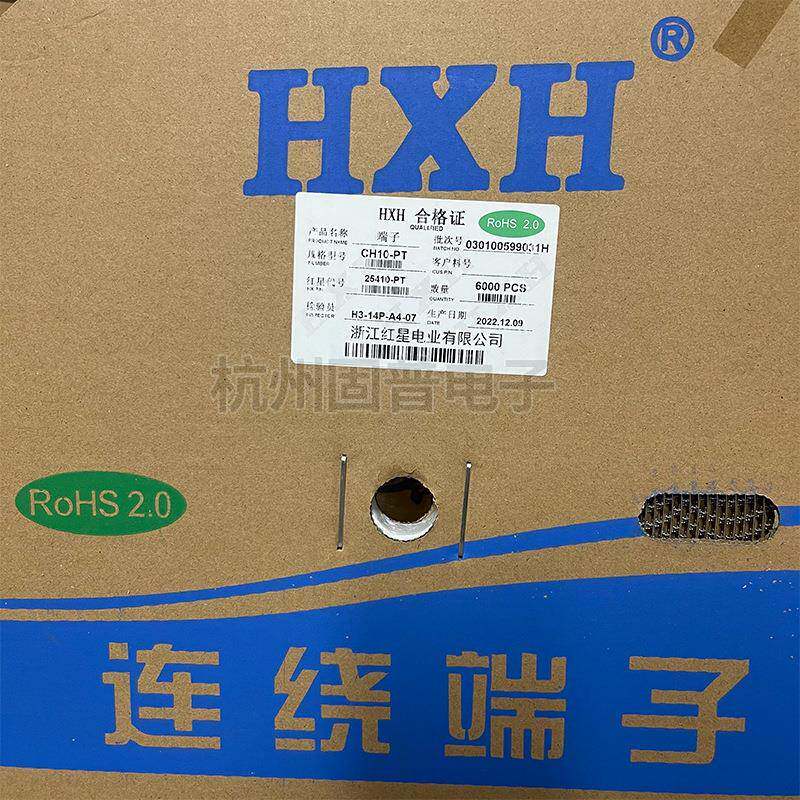 HXH®
HXH 合格证 RoHS 2.0
QUALIFIED
产品名称 端子 批次号 030100599031H
PRODUCT NAME BATCH NO
规格型号 CH10-PT 客户料号
NUMBER CUS P/N
红星代号 25410-PT 数量 6000 PCS
QUANTITY
检验员 H3-14P-A4-07 生产日期 2022.12.09
INSPECTOR DATE
浙江红星电业有限公司
杭州固普电子
RoHS 2.0
连绕端子